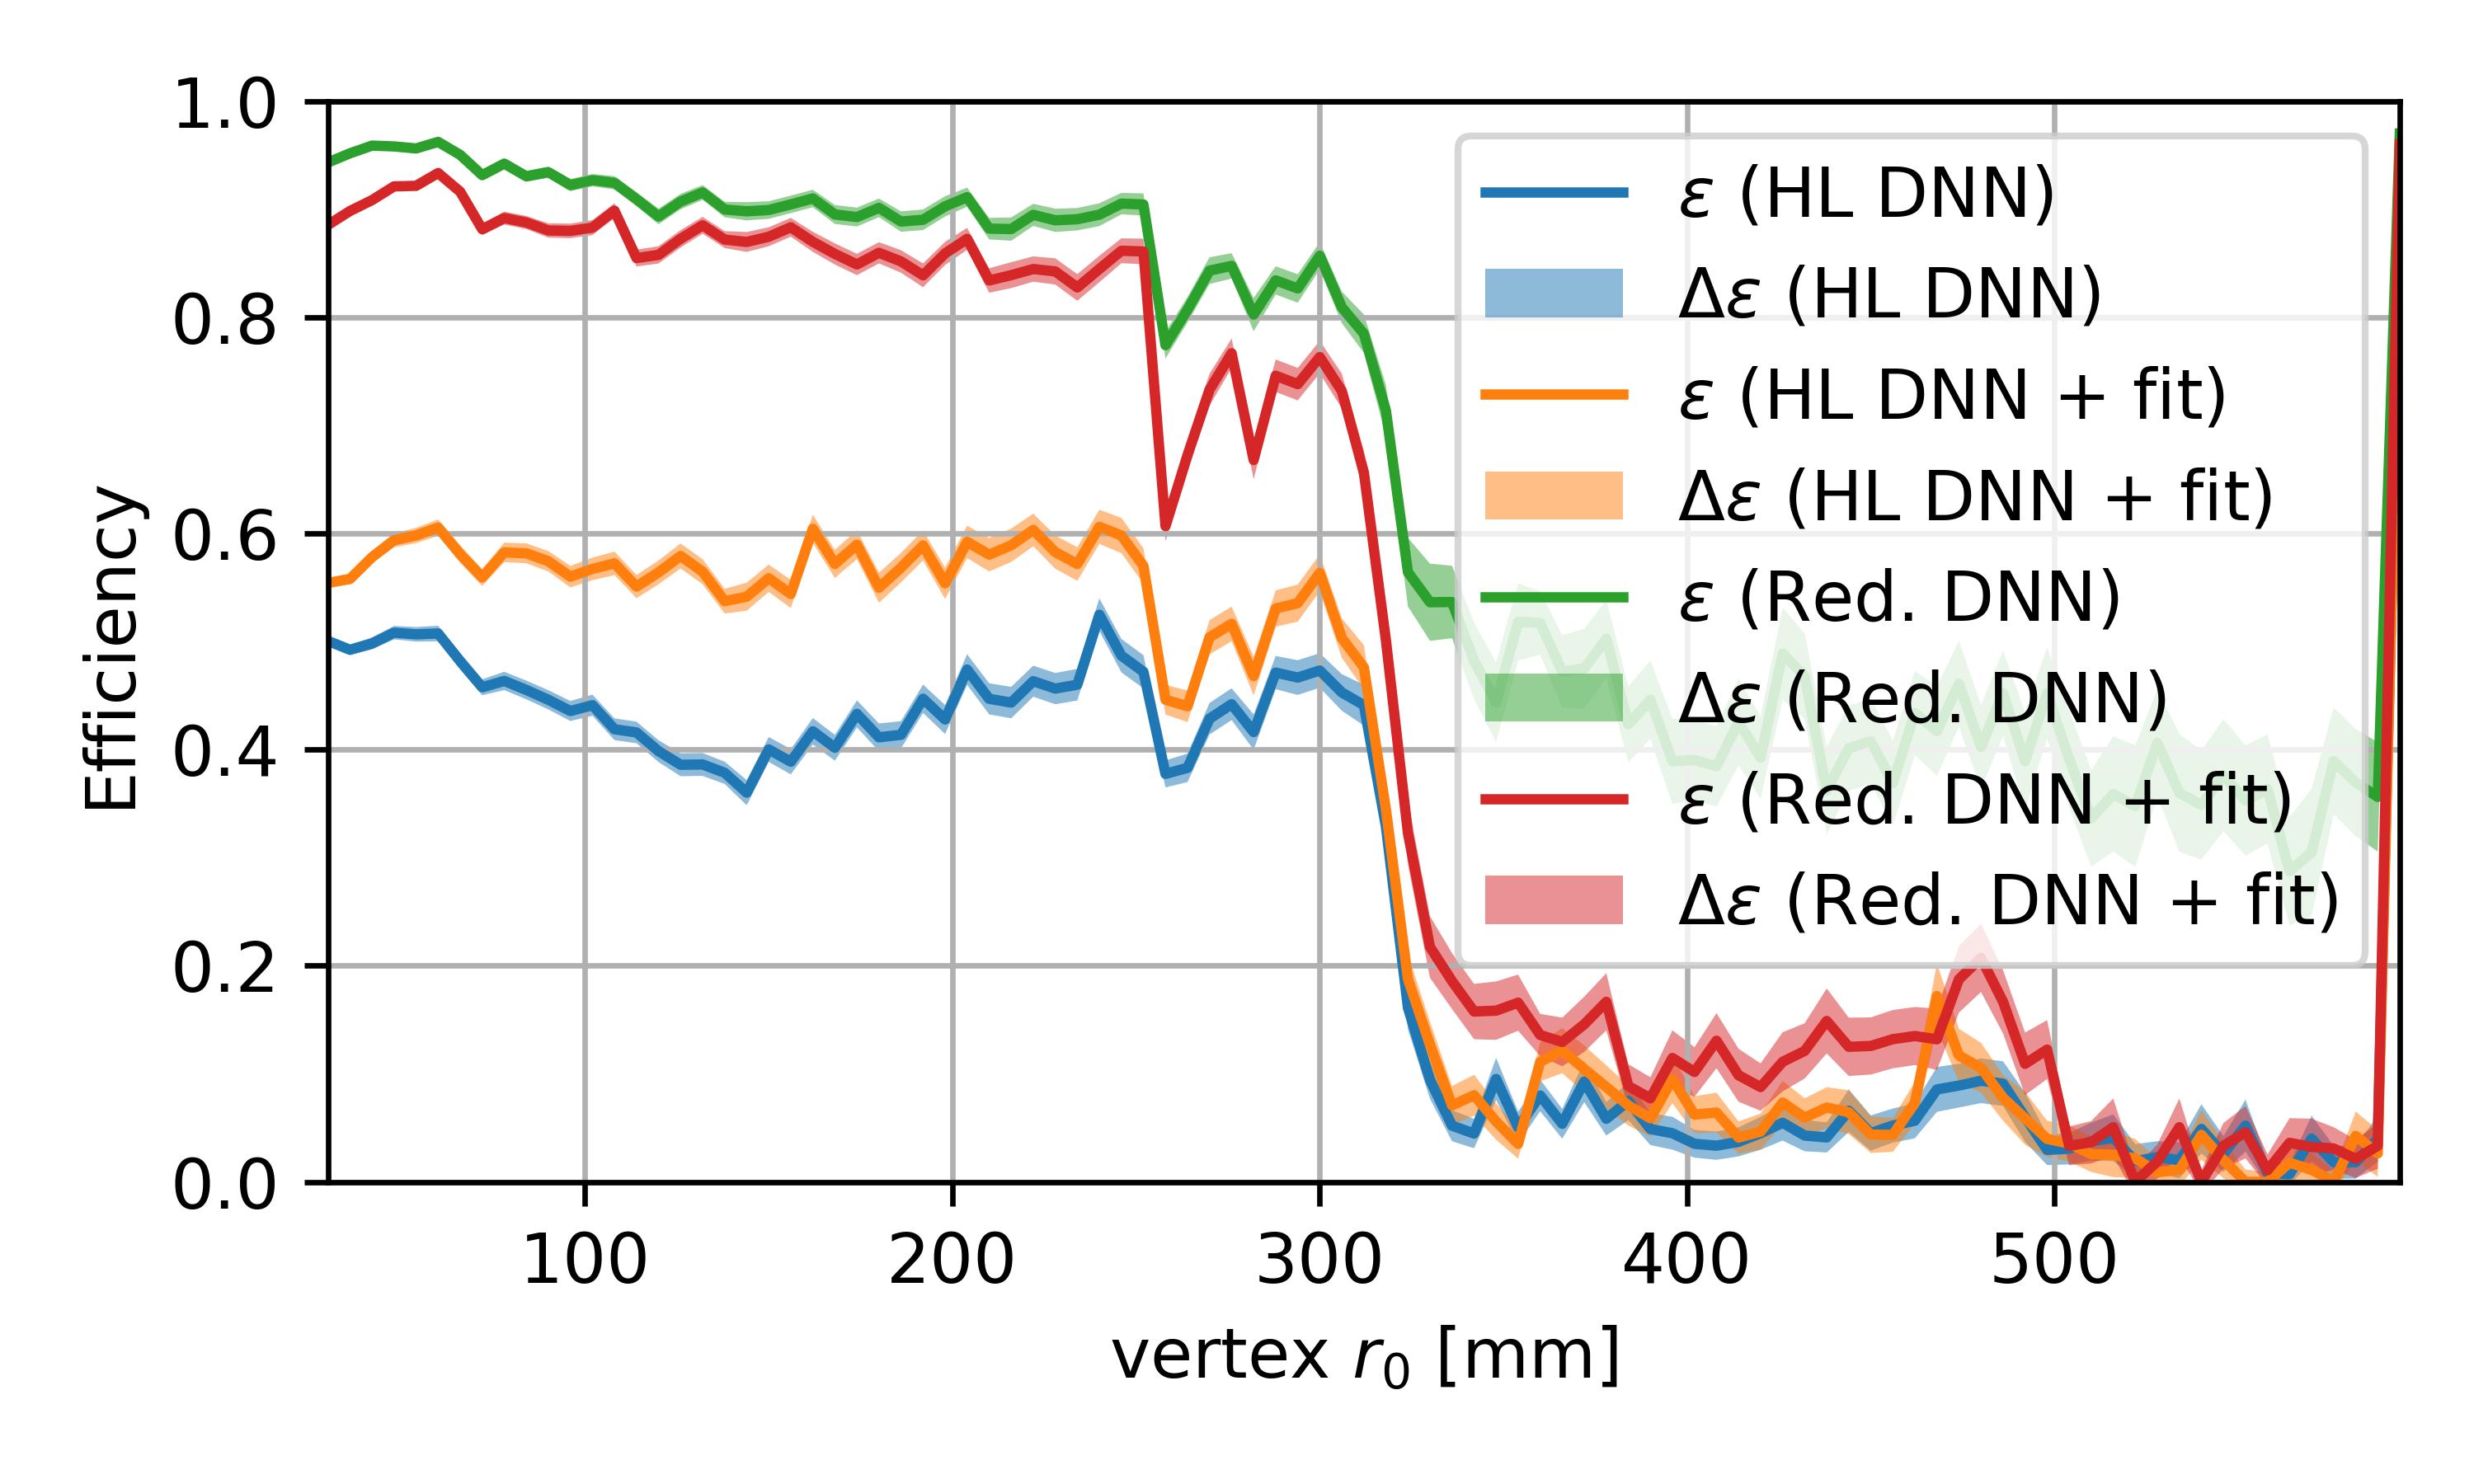 1.0
0.8
0.6
0.4
0.2
0.0
Efficiency
100
200
300
400
500
vertex r₀ [mm]
ε (HL DNN)
Δε (HL DNN)
ε (HL DNN + fit)
Δε (HL DNN + fit)
ε (Red. DNN)
Δε (Red. DNN)
ε (Red. DNN + fit)
Δε (Red. DNN + fit)